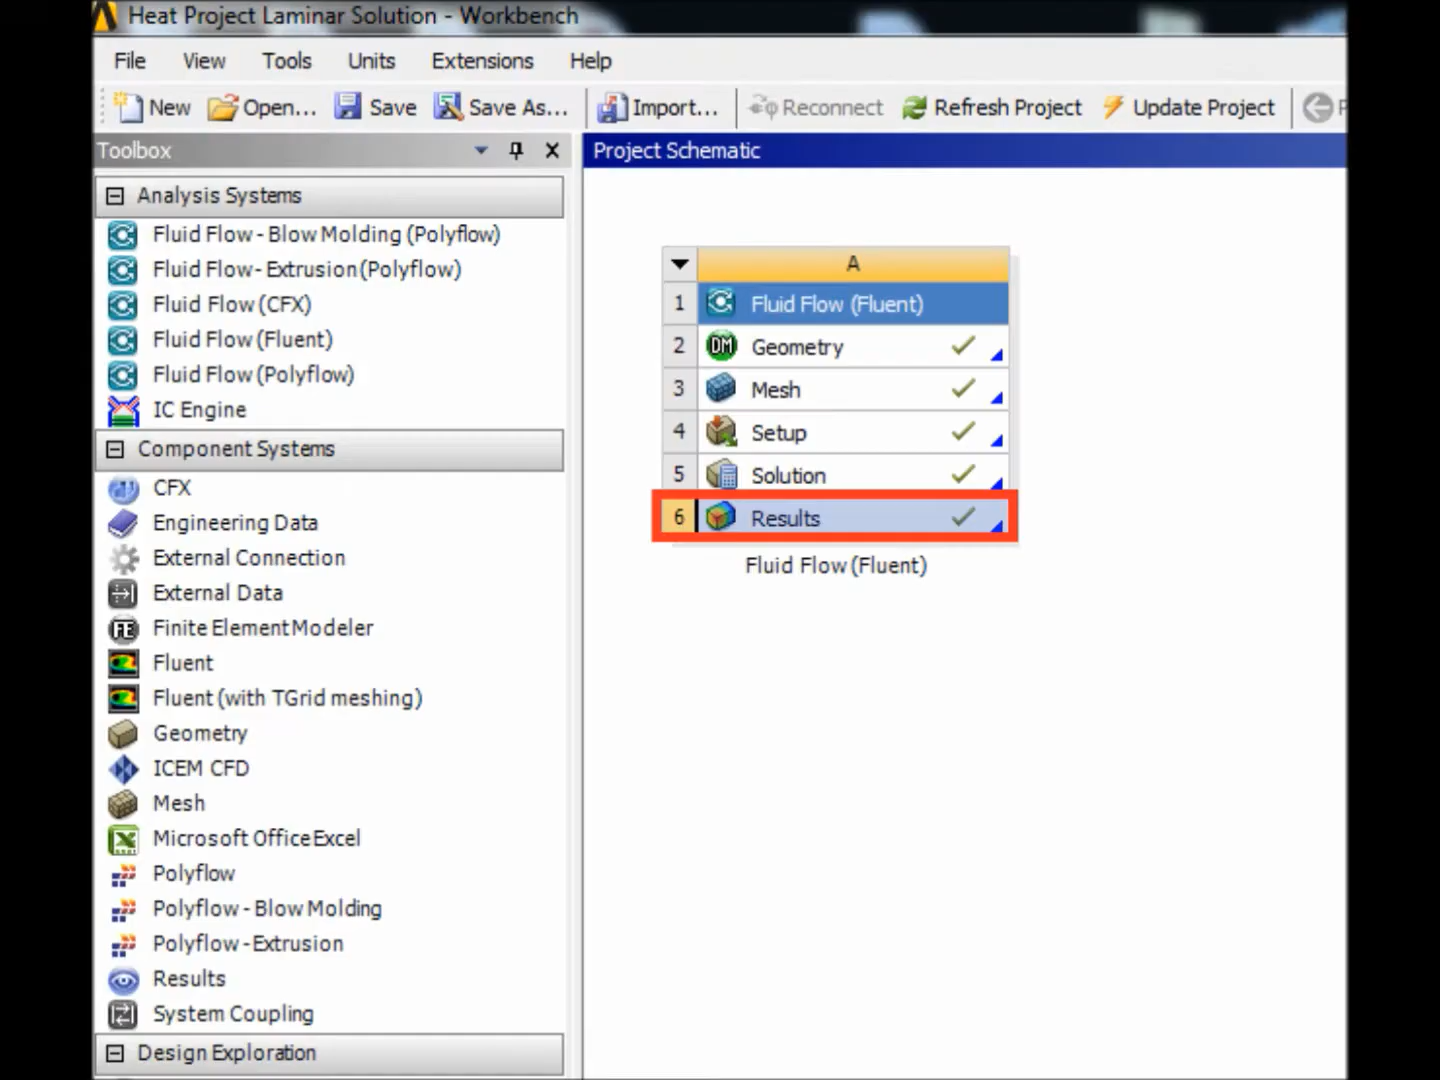 Heat Project Laminar Solution - Workbench
File View Tools Units Extensions Help
New Open... Save Save As... Import... Reconnect Refresh Project Update Project
Toolbox
Project Schematic
Analysis Systems
Fluid Flow - Blow Molding (Polyflow)
Fluid Flow - Extrusion (Polyflow)
Fluid Flow (CFX)
Fluid Flow (Fluent)
Fluid Flow (Polyflow)
IC Engine
Component Systems
CFX
Engineering Data
External Connection
External Data
FE Finite Element Modeler
Fluent
Fluent (with TGrid meshing)
Geometry
ICEM CFD
Mesh
Microsoft Office Excel
Polyflow
Polyflow - Blow Molding
Polyflow - Extrusion
Results
System Coupling
Design Exploration
A
1 Fluid Flow (Fluent)
2 DM Geometry
3 Mesh
4 Setup
5 Solution
6 Results
Fluid Flow (Fluent)